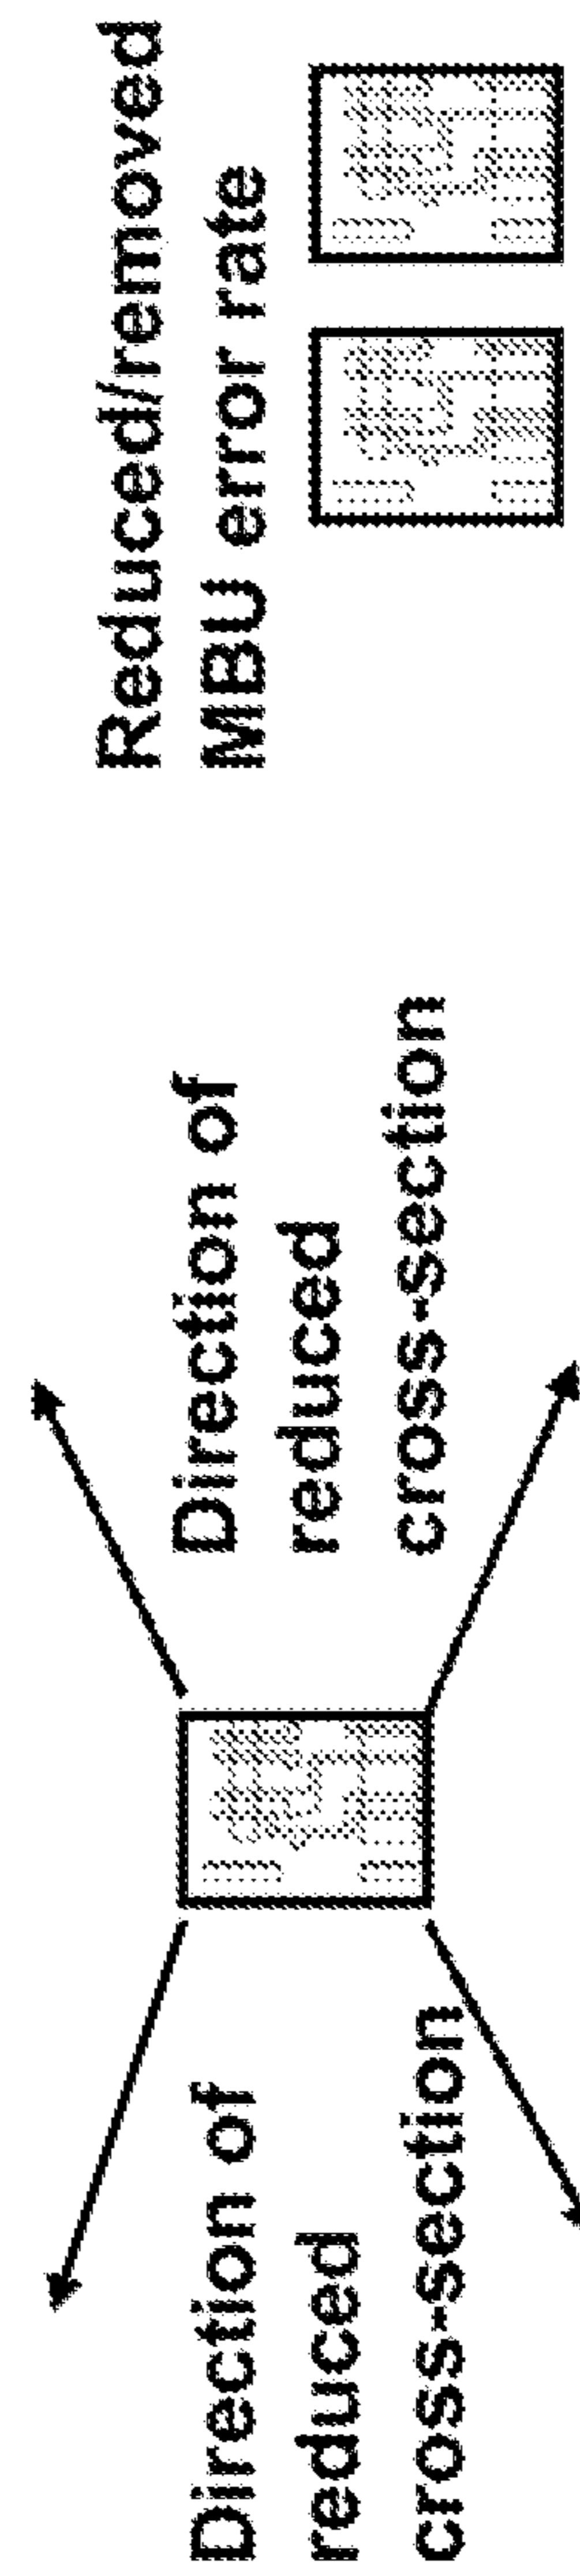 Direction of
reduced
cross-section
Direction of
reduced
cross-section
Reduced/removed
MBU error rate